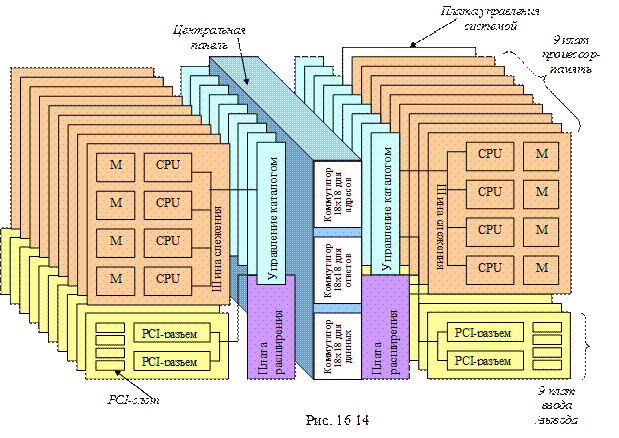 Плата управления
системой
Центральная
панель
9 плат
процессор-
память
M CPU
M CPU
M CPU
M CPU
Шина слежения
Управление каталогом
Коммутатор
18x18 для
адресов
Управление каталогом
Шина слежения
CPU M
CPU M
CPU M
CPU M
Коммутатор
18x18 для
ответов
PCI-разъем
PCI-разъем
Плата
расширения
Коммутатор
18x18 для
данных
Плата
расширения
PCI-разъем
PCI-разъем
PCI-слот
9 плат
ввода
/вывода
Рис. 16 14